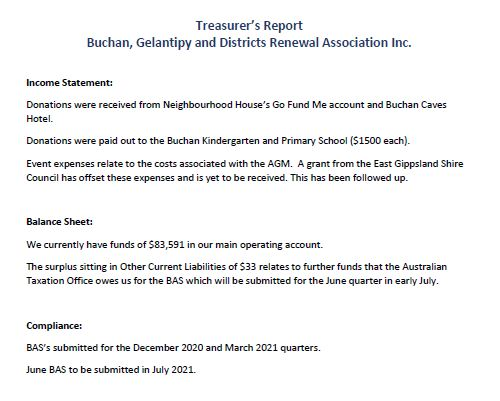 Treasurer's Report
Buchan, Gelantipy and Districts Renewal Association Inc.
Income Statement:
Donations were received from Neighbourhood House's Go Fund Me account and Buchan Caves
Hotel.
Donations were paid out to the Buchan Kindergarten and Primary School ($1500 each).
Event expenses relate to the costs associated with the AGM. A grant from the East Gippsland Shire
Council has offset these expenses and is yet to be received. This has been followed up.
Balance Sheet:
We currently have funds of $83,591 in our main operating account.
The surplus sitting in Other Current Liabilities of $33 relates to further funds that the Australian
Taxation Office owes us for the BAS which will be submitted for the June quarter in early July.
Compliance:
BAS's submitted for the December 2020 and March 2021 quarters.
June BAS to be submitted in July 2021.